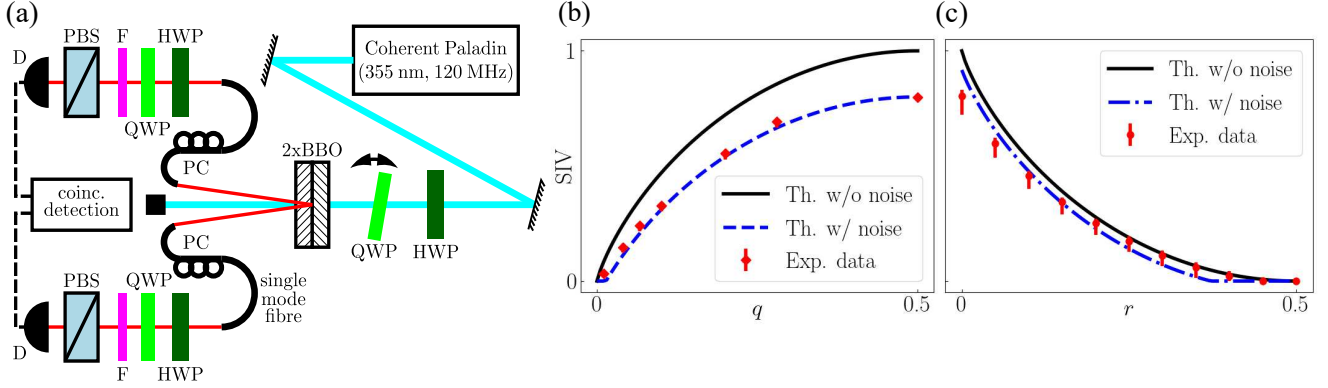 (a)
PBS
F
HWP
D
QWP
PC
Coherent Paladin
(355 nm, 120 MHz)
2xBBO
coinc.
detection
QWP
HWP
PC
PBS
QWP
HWP
single
mode
fibre
D
F
(b)
1
SIV
0
Th. w/o noise
Th. w/ noise
Exp. data
0
q
0.5
(c)
Th. w/o noise
Th. w/ noise
Exp. data
0
r
0.5